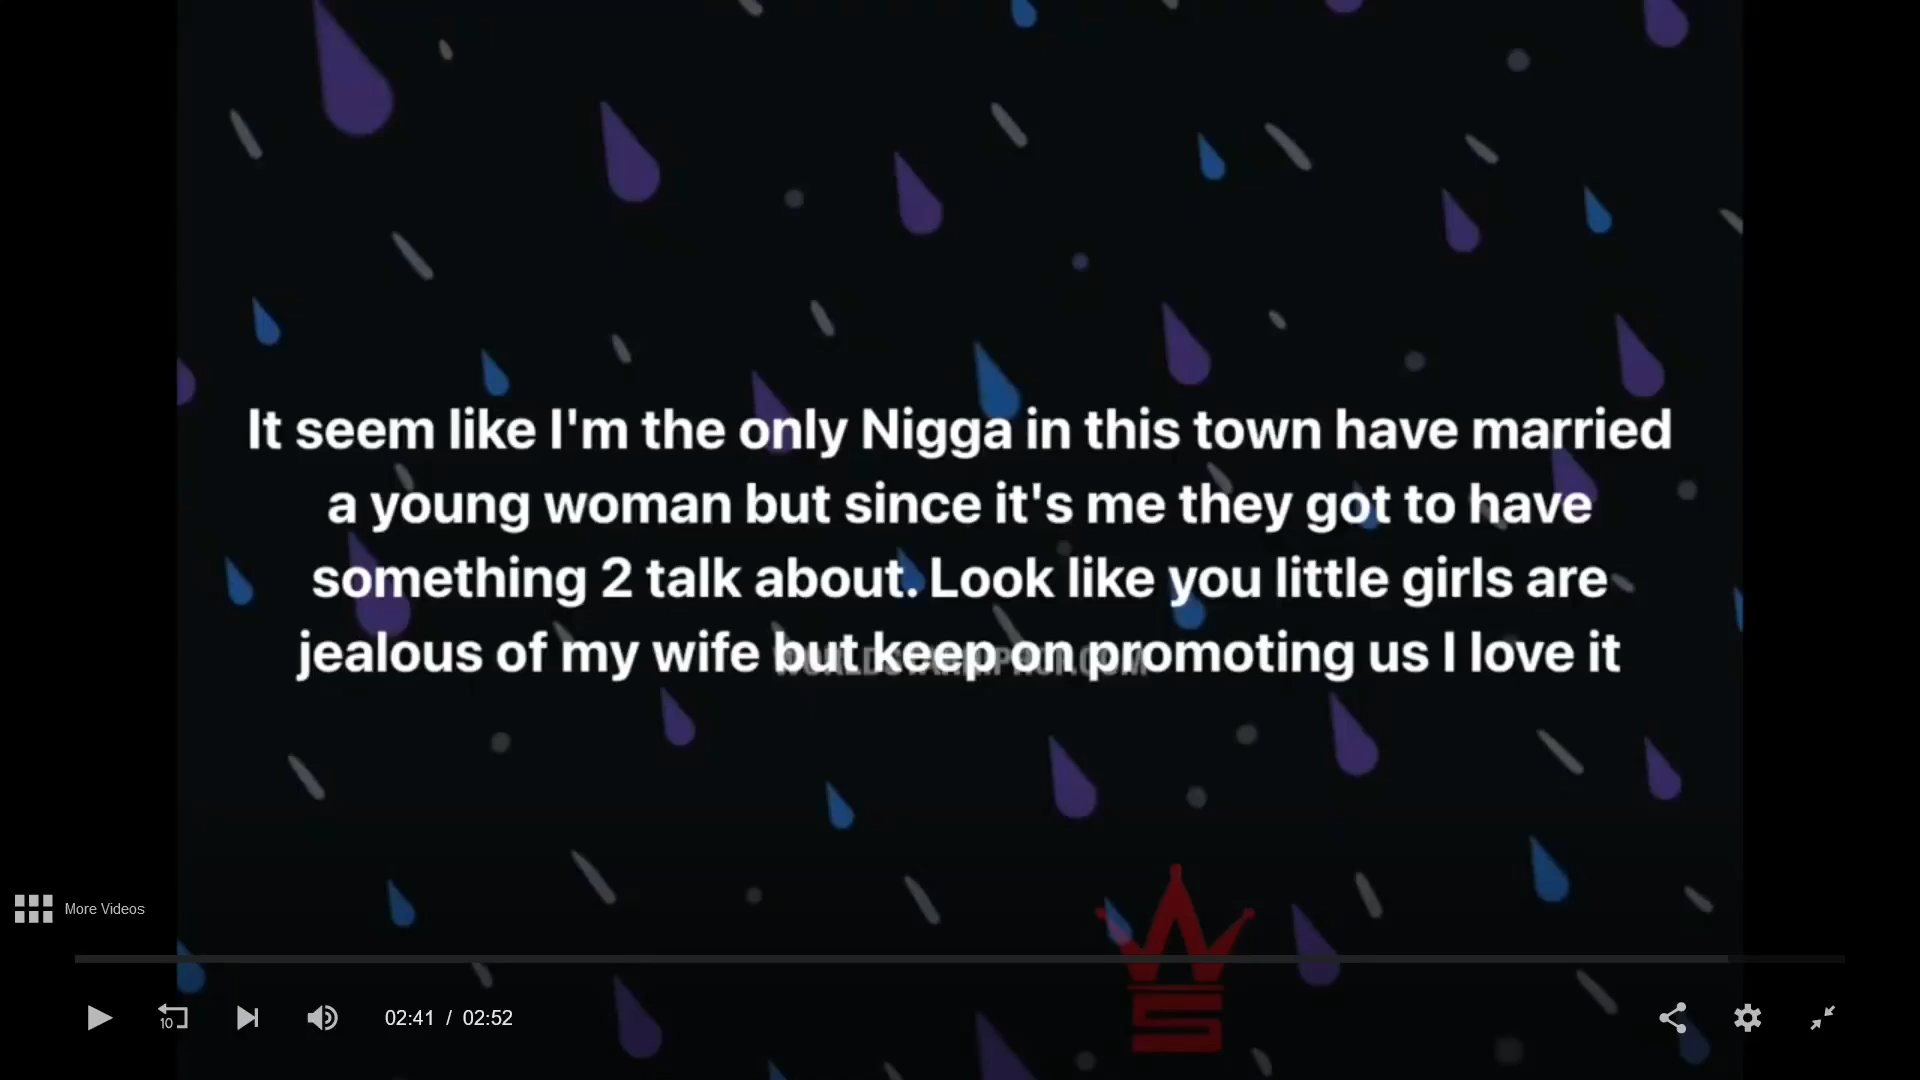 It seem like I'm the only Nigga in this town have married
a young woman but since it's me they got to have
something 2 talk about. Look like you little girls are
jealous of my wife but keep on promoting us I love it
WORLDSTARHIPHOP.COM
More Videos
10
02:41 / 02:52